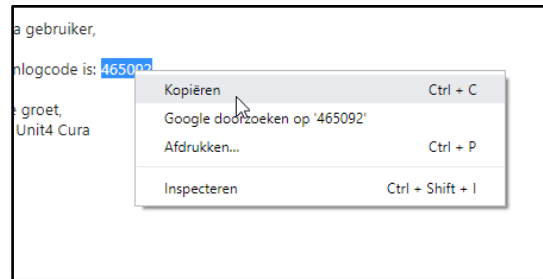 a gebruiker,
nlogcode is: 465092
Kopiëren Ctrl + C
groet,
Google doorzoeken op '465092'
Unit4 Cura
Afdrukken... Ctrl + P
Inspecteren Ctrl + Shift + I